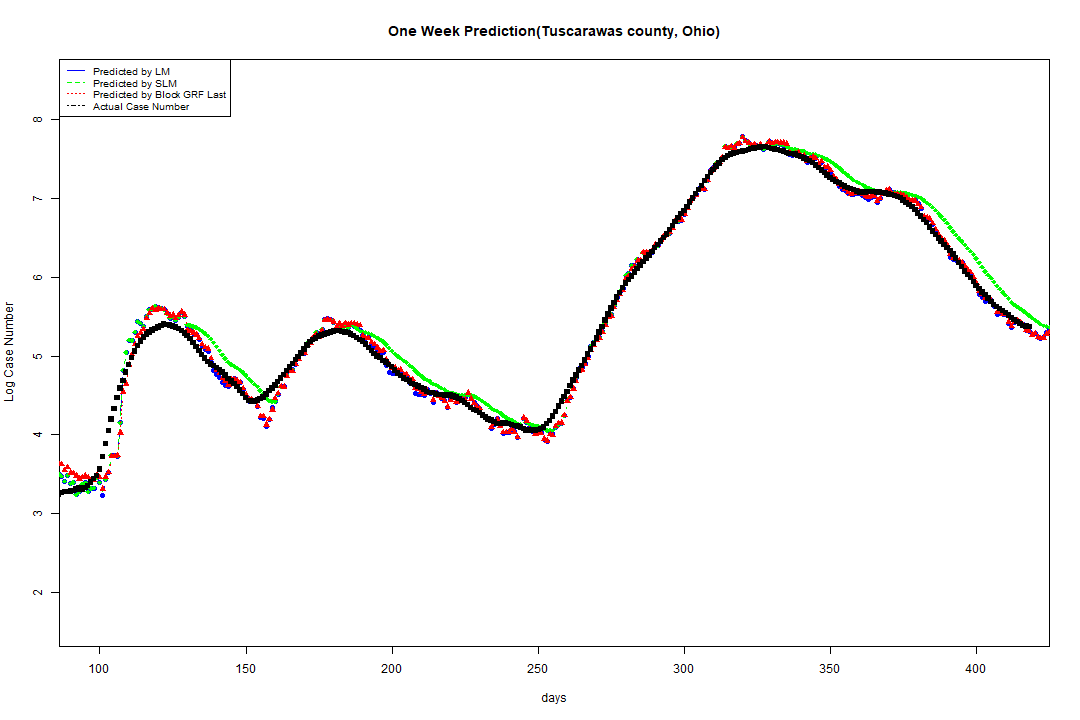 One Week Prediction(Tuscarawas county, Ohio)
Predicted by LM
Predicted by SLM
Predicted by Block GRF Last
Actual Case Number
Log Case Number
8
7
6
5
4
3
2
100 150 200 250 300 350 400
days